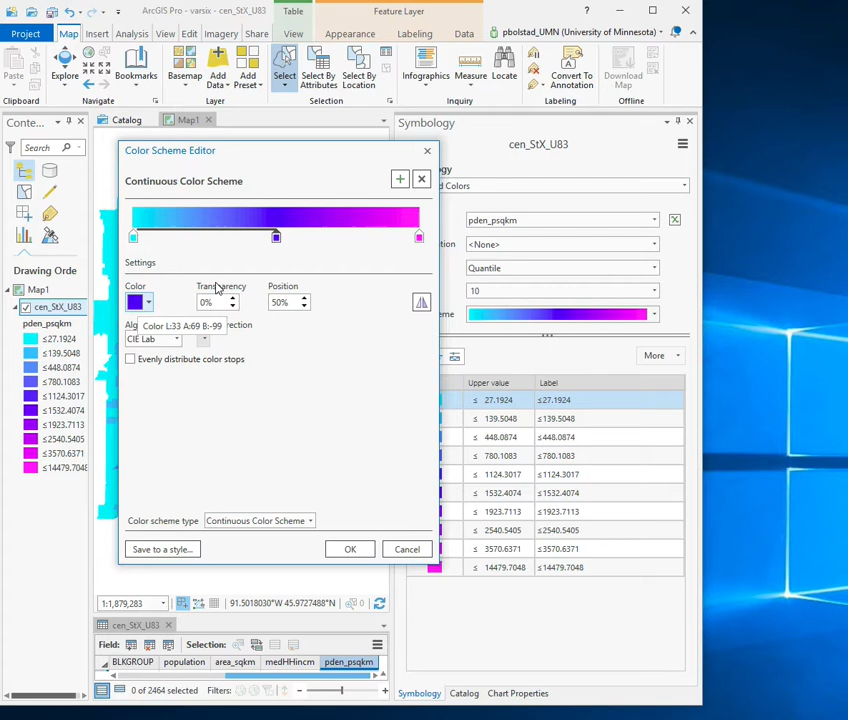 ArcGIS Pro - varsix - cen_StX_U83
Table
Feature Layer
Project Map Insert Analysis View Edit Imagery Share View Appearance Labeling Data
pbolstad_UMN (University of Minnesota)
Paste
Explore
Bookmarks
Basemap
Add Data
Add Preset
Select
Select By Attributes
Select By Location
Infographics
Measure
Locate
Convert To Annotation
Download Map
Clipboard
Navigate
Layer
Selection
Inquiry
Labeling
Offline
Conte...
Catalog
Map1
Symbology
Search
cen_StX_U83
Color Scheme Editor
Continuous Color Scheme
Settings
Color
Transparency
Position
0%
50%
Color L:33 A:69 B:-99
CIE Lab
Evenly distribute color stops
Color scheme type Continuous Color Scheme
Save to a style...
OK
Cancel
Drawing Orde
Map1
cen_StX_U83
pden_psqkm
≤27.1924
≤139.5048
≤448.0874
≤780.1083
≤1124.3017
≤1532.4074
≤1923.7113
≤2540.5405
≤3570.6371
≤14479.7048
pden_psqkm
<None>
Quantile
10
More
Upper value Label
≤ 27.1924 ≤27.1924
≤ 139.5048 ≤139.5048
≤ 448.0874 ≤448.0874
≤ 780.1083 ≤780.1083
≤ 1124.3017 ≤1124.3017
≤ 1532.4074 ≤1532.4074
≤ 1923.7113 ≤1923.7113
≤ 2540.5405 ≤2540.5405
≤ 3570.6371 ≤3570.6371
≤ 14479.7048 ≤14479.7048
1:1,879,283
91.5018030°W 45.9727488°N
0
cen_StX_U83
Field:
Selection:
BLKGROUP population area_sqkm medHHincm pden_psqkm
0 of 2464 selected
Filters:
100%
Symbology Catalog Chart Properties